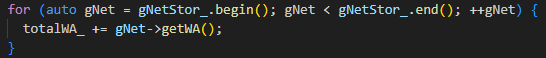 for (auto gNet = gNetStor_.begin(); gNet < gNetStor_.end(); ++gNet) {
  totalWA_ += gNet->getWA();
}